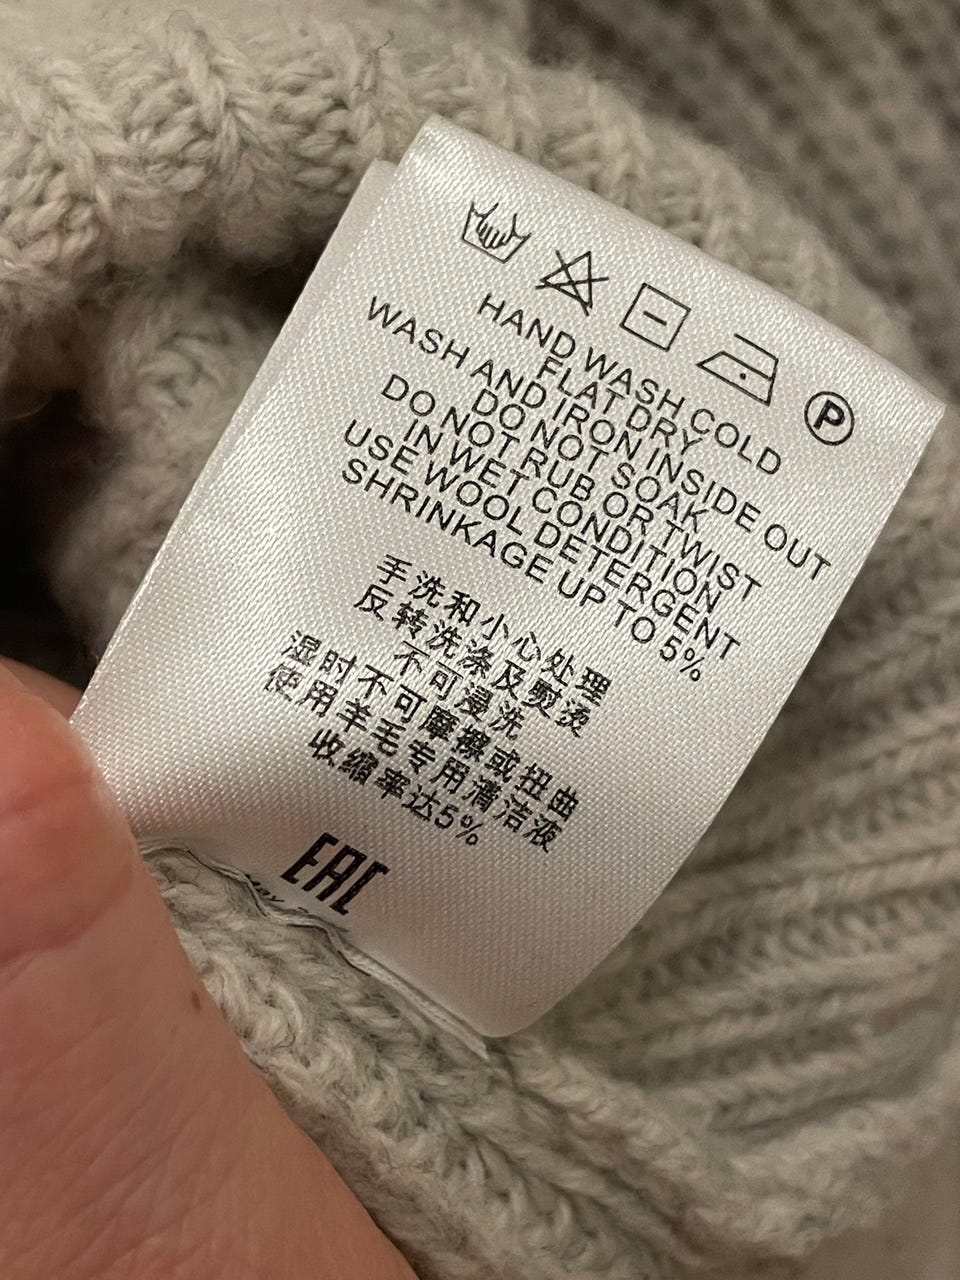 P
HAND WASH COLD
FLAT DRY
WASH AND IRON INSIDE OUT
DO NOT SOAK
DO NOT RUB OR TWIST
IN WET CONDITION
USE WOOL DETERGENT
SHRINKAGE UP TO 5%
手洗和小心处理
反转洗涤及熨烫
不可浸洗
湿时不可摩擦或扭曲
使用羊毛专用清洁液
收缩率达5%
EAC